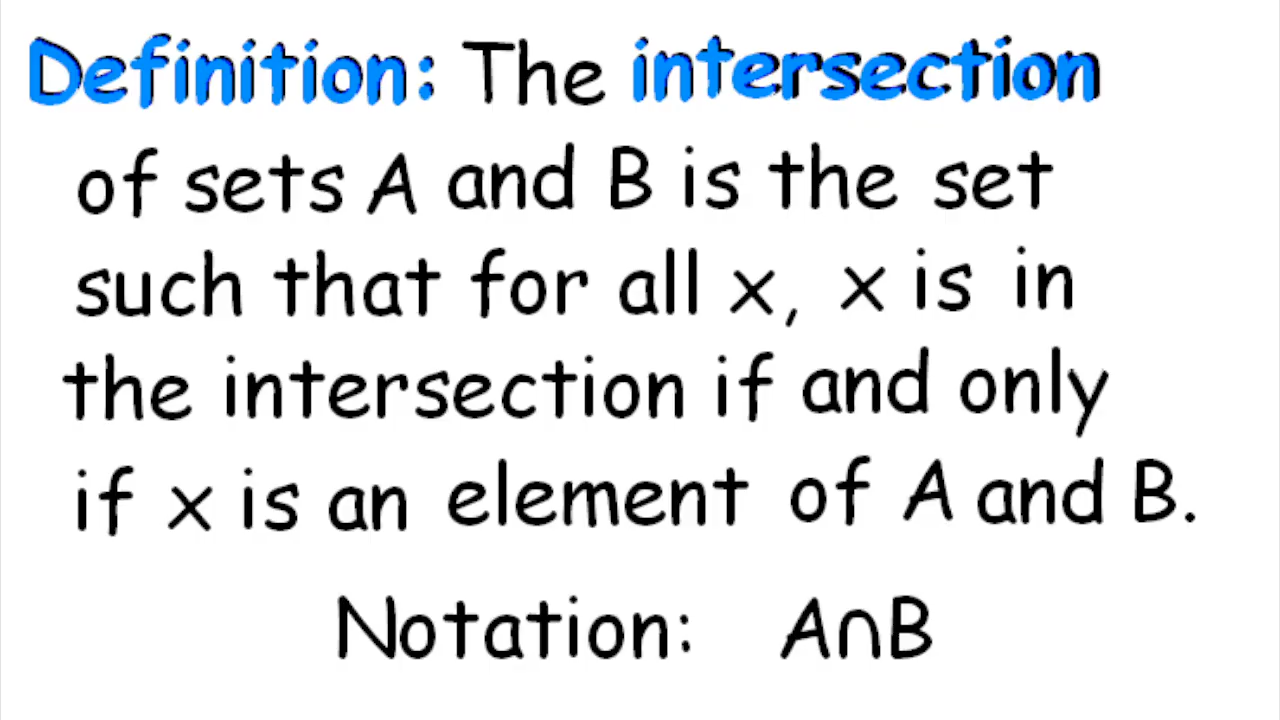 Definition: The intersection
of sets A and B is the set
such that for all x, x is in
the intersection if and only
if x is an element of A and B.
Notation: A∩B